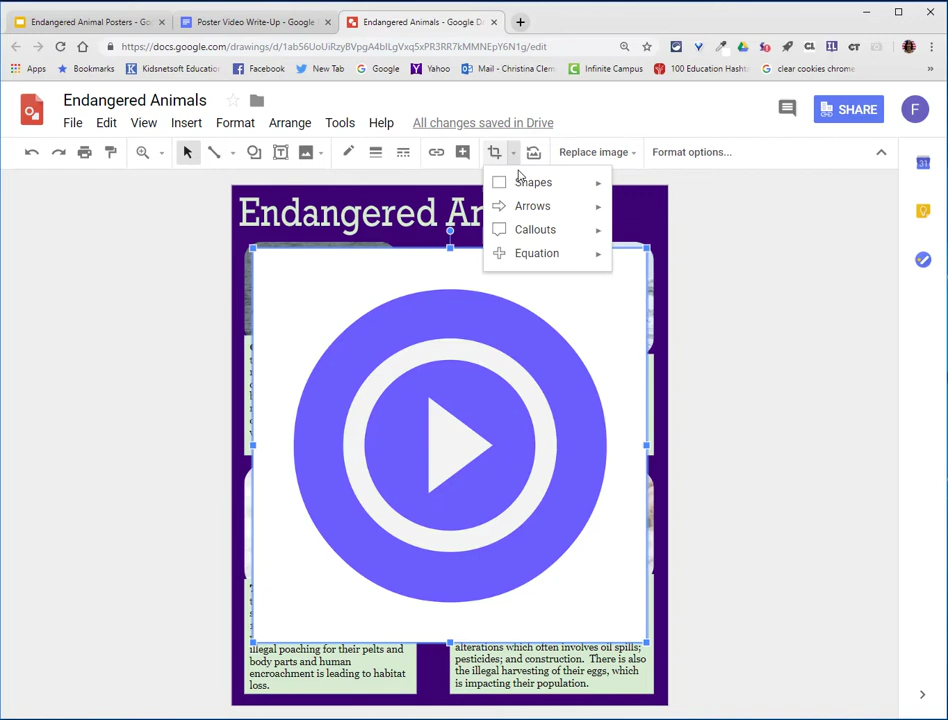 Endangered Animal Posters - Goo
Poster Video Write-Up - Google
Endangered Animals - Google D
https://docs.google.com/drawings/d/1ab56UoUiRzyBVpgA4bILgVxq5xPR3RR7kMMNEpY6N1g/edit
Apps
Bookmarks
Kidsnetsoft Education
Facebook
New Tab
Google
Yahoo
Mail - Christina Clem
Infinite Campus
100 Education Hasht
clear cookies chrome
Endangered Animals
SHARE
F
File Edit View Insert Format Arrange Tools Help All changes saved in Drive
Replace image
Format options...
31
Shapes
Arrows
Callouts
Equation
Endangered An
illegal poaching for their pelts and
body parts and human
encroachment is leading to habitat
loss.
alterations which often involves oil spills;
pesticides; and construction. There is also
the illegal harvesting of their eggs, which
is impacting their population.